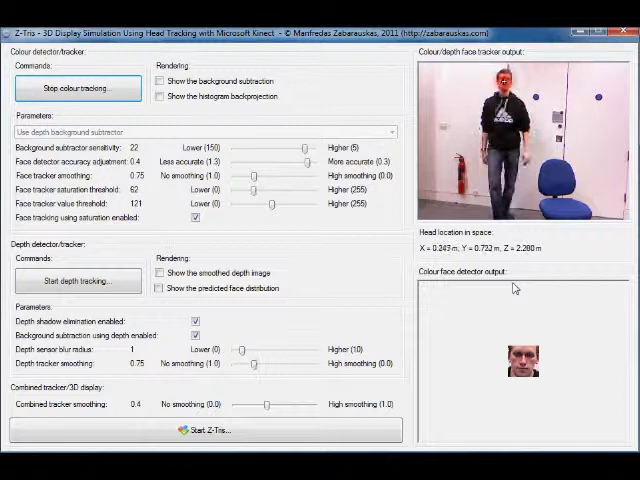 Z-Tris - 3D Display Simulation Using Head Tracking with Microsoft Kinect - © Manfredas Zabarauskas, 2011 (http://zabarauskas.com)
Colour detector/tracker:
Commands:
Rendering:
Stop colour tracking...
Show the background subtraction
Show the histogram backprojection
Parameters:
Use depth background subtractor
Background subtractor sensitivity: 22 Lower (150) Higher (5)
Face detector accuracy adjustment: 0.4 Less accurate (1.3) More accurate (0.3)
Face tracker smoothing: 0.75 No smoothing (1.0) High smoothing (0.0)
Face tracker saturation threshold: 62 Lower (0) Higher (255)
Face tracker value threshold: 121 Lower (0) Higher (255)
Face tracking using saturation enabled:
Depth detector/tracker:
Commands:
Rendering:
Start depth tracking...
Show the smoothed depth image
Show the predicted face distribution
Parameters:
Depth shadow elimination enabled:
Background subtraction using depth enabled:
Depth sensor blur radius: 1 Lower (0) Higher (10)
Depth tracker smoothing: 0.75 No smoothing (1.0) High smoothing (0.0)
Combined tracker/3D display:
Combined tracker smoothing: 0.4 No smoothing (0.0) High smoothing (1.0)
Start Z-Tris...
Colour/depth face tracker output:
adidas
Head location in space:
X = 0.243 m, Y = 0.722 m, Z = 2.280 m
Colour face detector output: